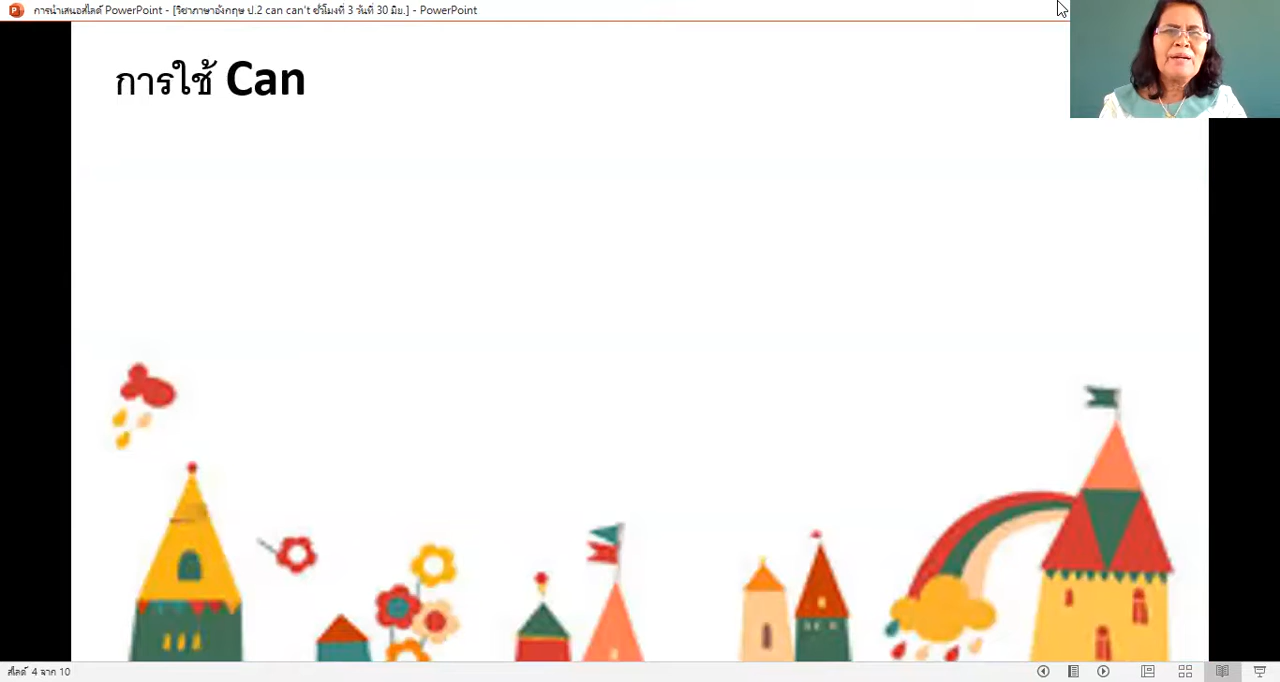 การนำเสนอสไลด์ PowerPoint - [วิชาภาษาอังกฤษ ป.2 can can't ชั่วโมงที่ 3 วันที่ 30 มิย.] - PowerPoint
การใช้ Can
สไลด์ 4 จาก 10